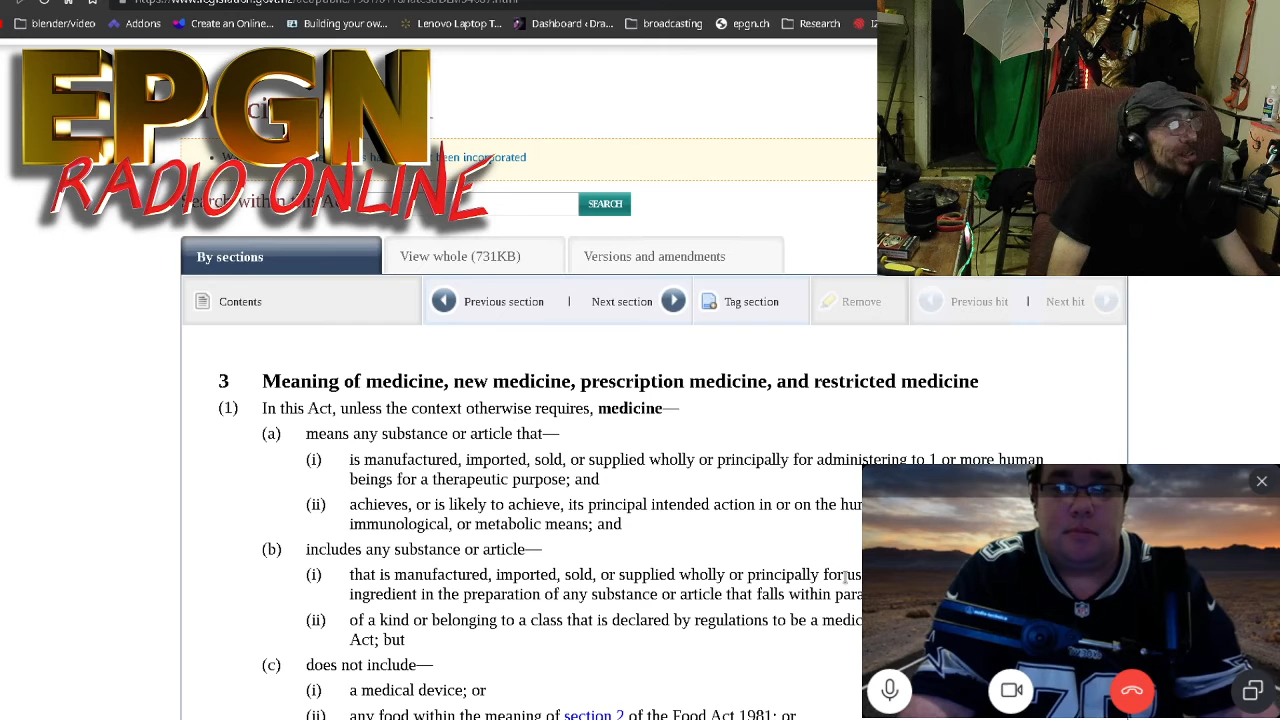 blender/video Addons Create an Online... Building your ow... Lenovo Laptop T... Dashboard ‹ Dra... broadcasting epgn.ch Research
EPGN
RADIO ONLINE
been incorporated
SEARCH
By sections View whole (731KB) Versions and amendments
Contents Previous section | Next section Tag section Remove Previous hit | Next hit
3 Meaning of medicine, new medicine, prescription medicine, and restricted medicine
(1) In this Act, unless the context otherwise requires, medicine—
(a) means any substance or article that—
(i) is manufactured, imported, sold, or supplied wholly or principally for administering to 1 or more human
beings for a therapeutic purpose; and
(ii) achieves, or is likely to achieve, its principal intended action in or on the
immunological, or metabolic means; and
(b) includes any substance or article—
(i) that is manufactured, imported, sold, or supplied wholly or principally for
ingredient in the preparation of any substance or article that falls within
(ii) of a kind or belonging to a class that is declared by regulations to be a
Act; but
(c) does not include—
(i) a medical device; or
(ii) any food within the meaning of section 2 of the Food Act 1981; or
NFL